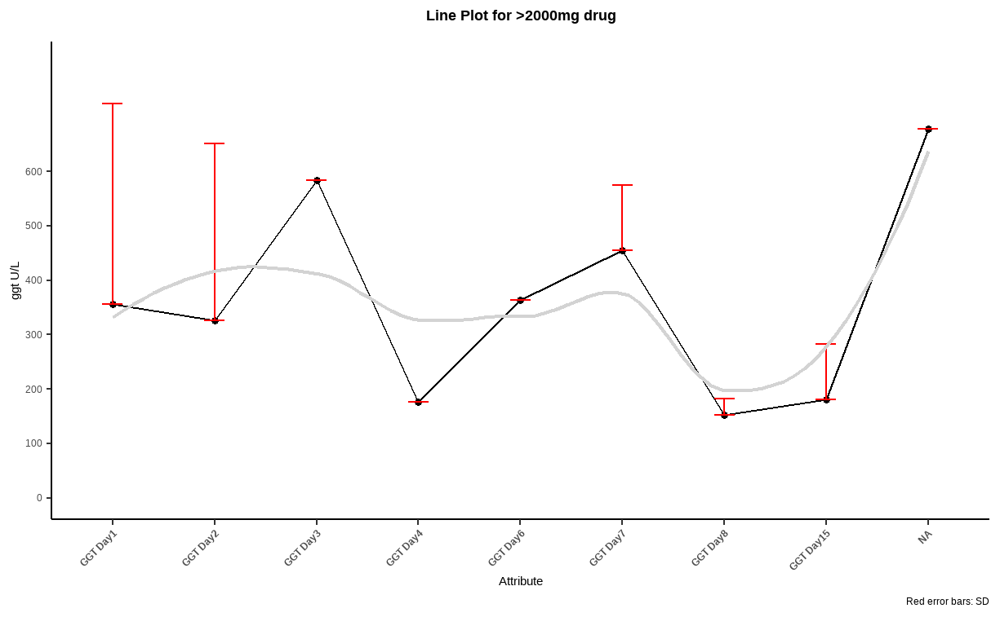 Line Plot for >2000mg drug
ggt U/L
600
500
400
300
200
100
0
GGT Day1
GGT Day2
GGT Day3
GGT Day4
GGT Day6
GGT Day7
GGT Day8
GGT Day15
NA
Attribute
Red error bars: SD